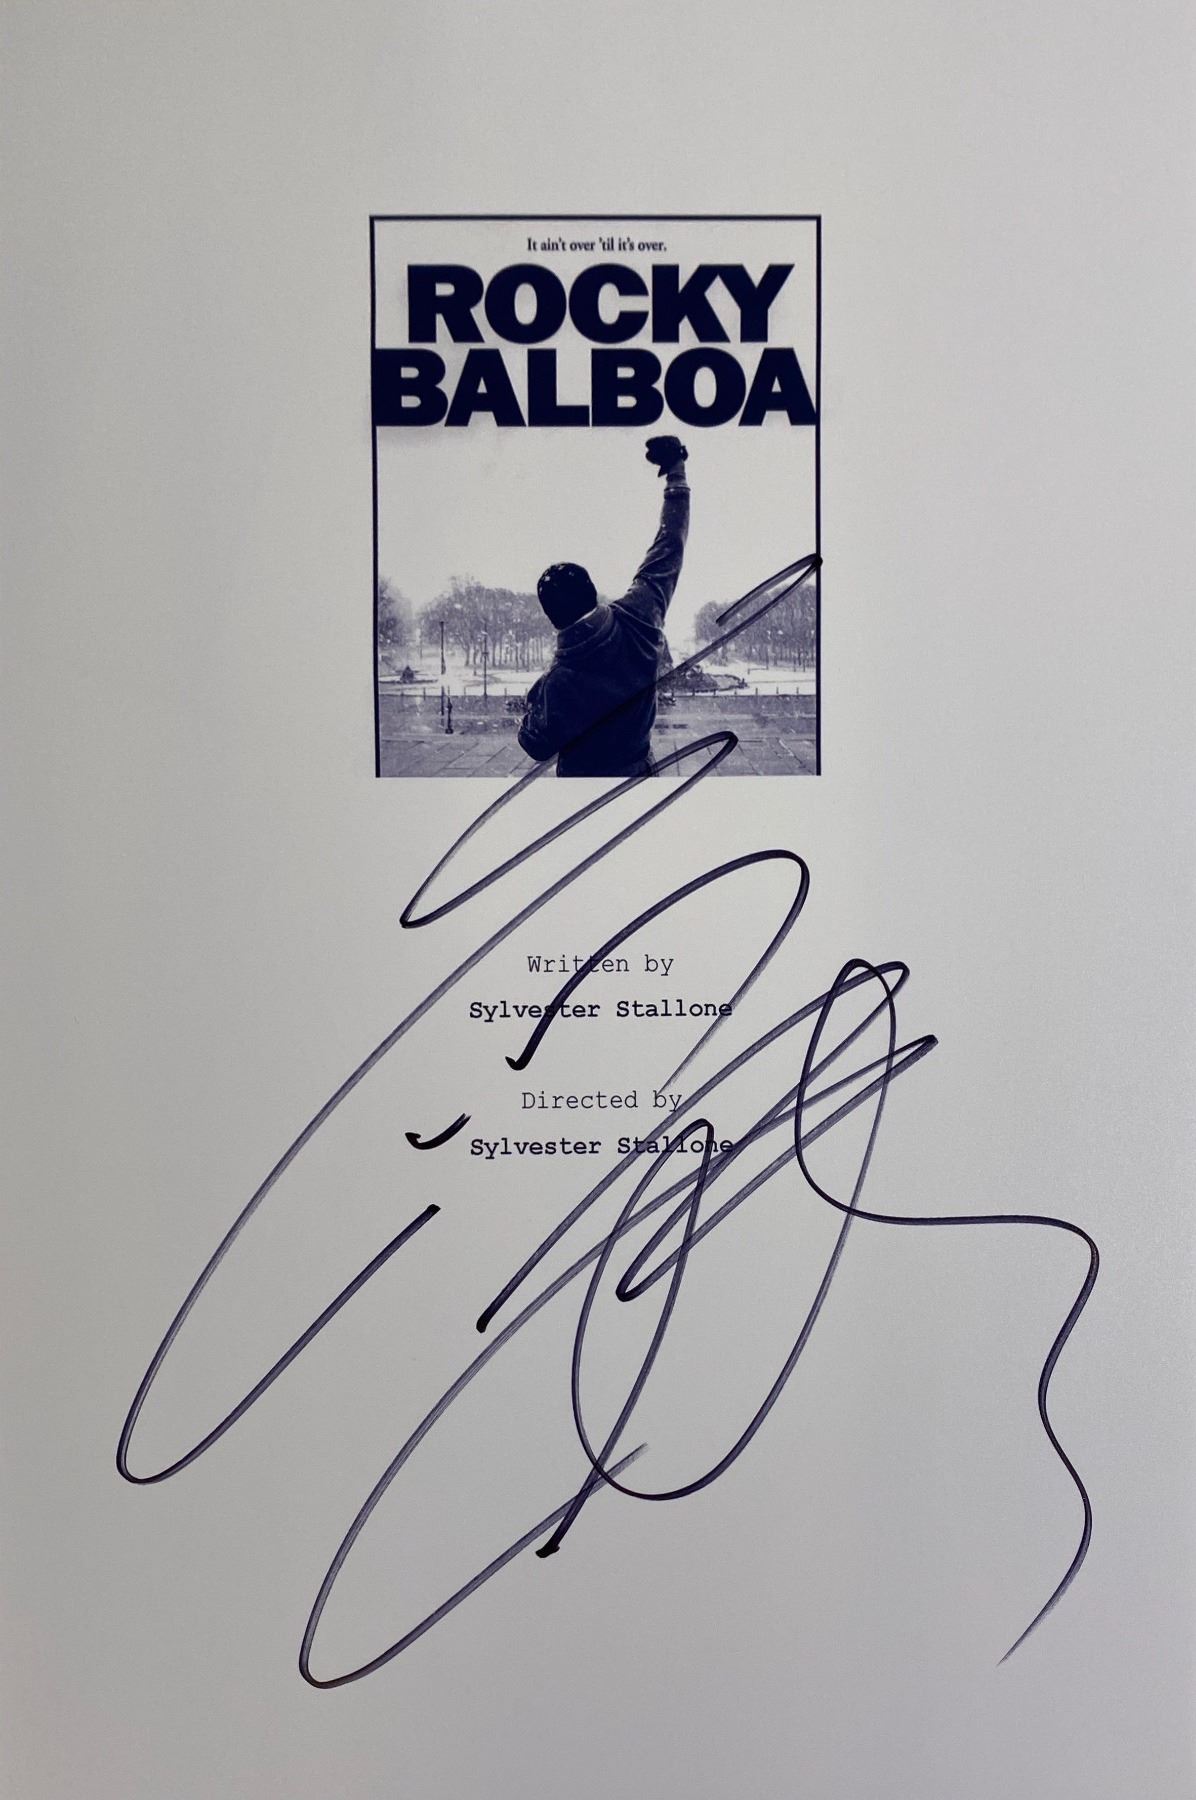 It ain't over 'til it's over.
ROCKY
BALBOA
Written by
Sylvester Stallone
Directed by
Sylvester Stallone